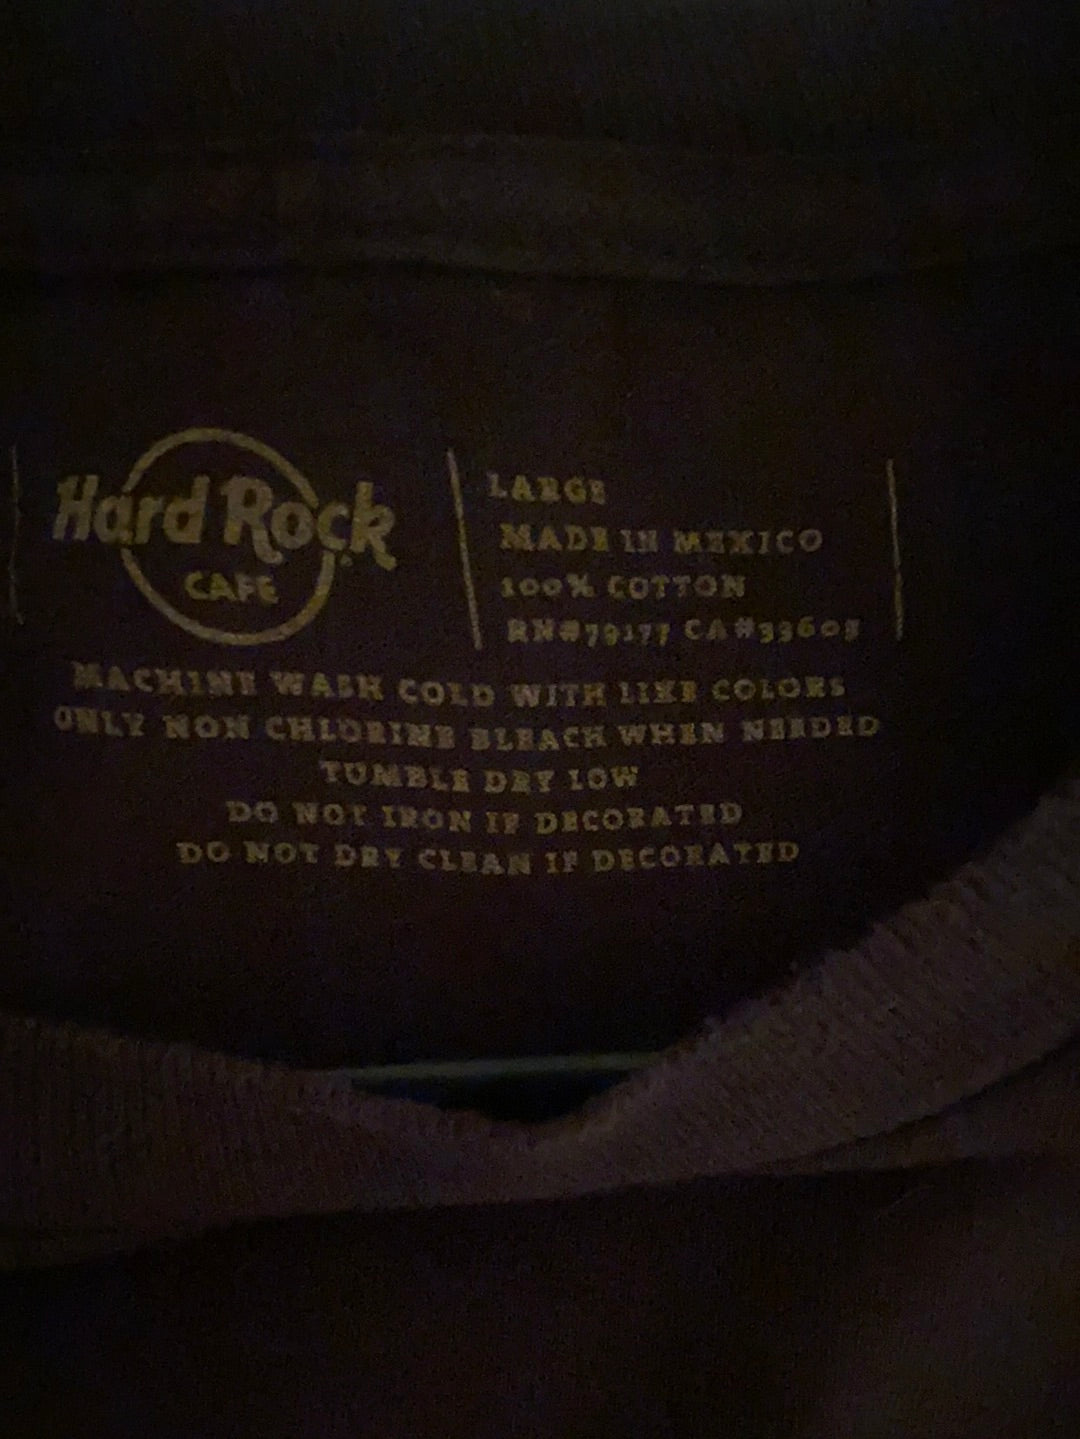 Hard Rock
CAFE
LARGE
MADE IN MEXICO
100% COTTON
RN#79177 CA#33605
MACHINE WASH COLD WITH LIKE COLORS
ONLY NON CHLORINE BLEACH WHEN NEEDED
TUMBLE DRY LOW
DO NOT IRON IF DECORATED
DO NOT DRY CLEAN IF DECORATED